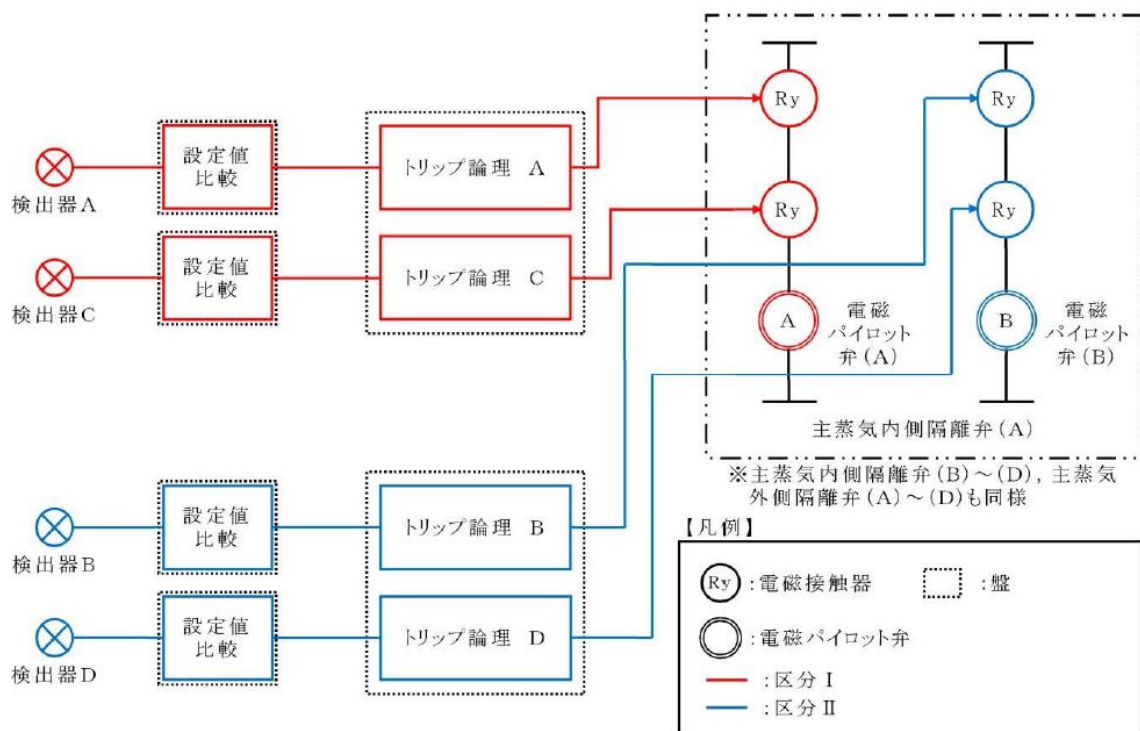 Ry
Ry
設定値
比較
トリップ論理 A
検出器A
Ry
Ry
設定値
比較
トリップ論理 C
検出器C
A
電磁
パイロット
弁(A)
B
電磁
パイロット
弁(B)
主蒸気内側隔離弁(A)
※主蒸気内側隔離弁(B)～(D), 主蒸気
外側隔離弁(A)～(D)も同様
設定値
比較
トリップ論理 B
検出器B
設定値
比較
トリップ論理 D
検出器D
【凡例】
Ry :電磁接触器
:盤
:電磁パイロット弁
:区分Ⅰ
:区分Ⅱ